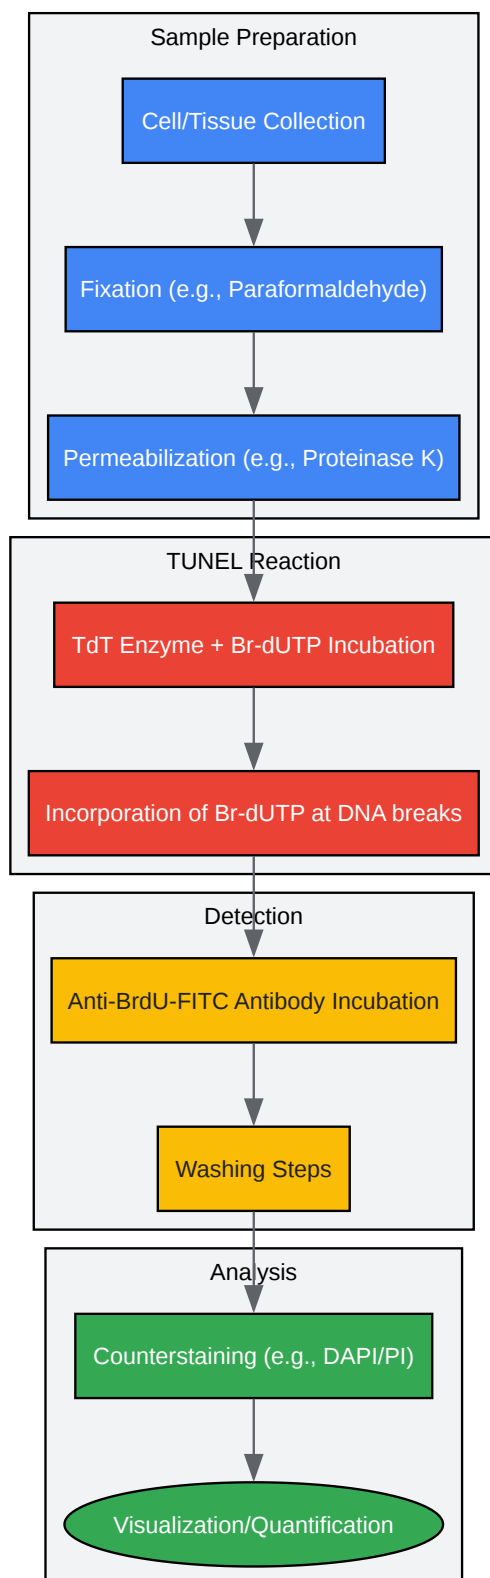 Sample Preparation
Cell/Tissue Collection
Fixation (e.g., Paraformaldehyde)
Permeabilization (e.g., Proteinase K)
TUNEL Reaction
TdT Enzyme + Br-dUTP Incubation
Incorporation of Br-dUTP at DNA breaks
Detection
Anti-BrdU-FITC Antibody Incubation
Washing Steps
Analysis
Counterstaining (e.g., DAPI/PI)
Visualization/Quantification